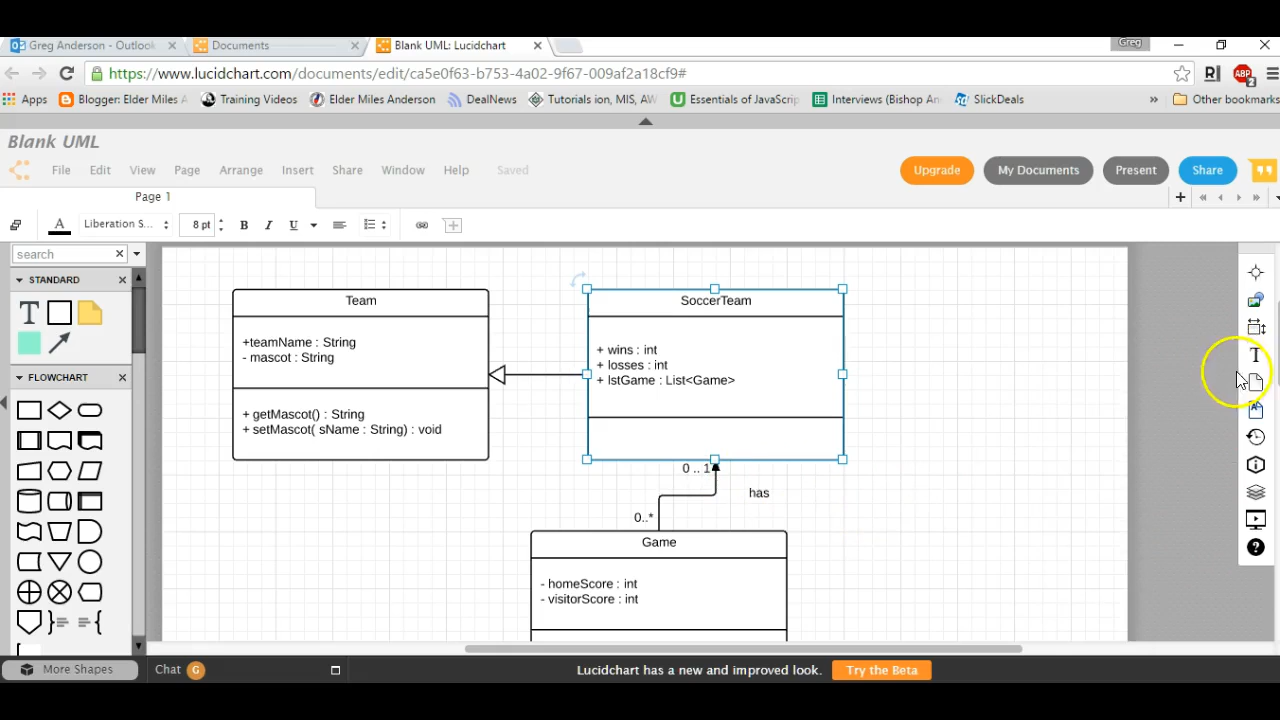 Greg Anderson - Outlook
Documents
Blank UML: Lucidchart
Greg
https://www.lucidchart.com/documents/edit/ca5e0f63-b753-4a02-9f67-009af2a18cf9#
Apps
Blogger: Elder Miles A
Training Videos
Elder Miles Anderson
DealNews
Tutorials ion, MIS, AW
Essentials of JavaScrip
Interviews (Bishop An
SlickDeals
»
Other bookmarks
Blank UML
File Edit View Page Arrange Insert Share Window Help Saved
Upgrade My Documents Present Share
Page 1
A Liberation S... 8 pt B I U
search
STANDARD
T
FLOWCHART
Team
+teamName : String
- mascot : String
+ getMascot() : String
+ setMascot( sName : String) : void
SoccerTeam
+ wins : int
+ losses : int
+ lstGame : List<Game>
0 .. 1
has
0..*
Game
- homeScore : int
- visitorScore : int
More Shapes
Chat G
Lucidchart has a new and improved look. Try the Beta